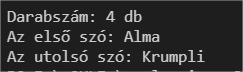 Darabszám: 4 db
Az első szó: Alma
Az utolsó szó: Krumpli